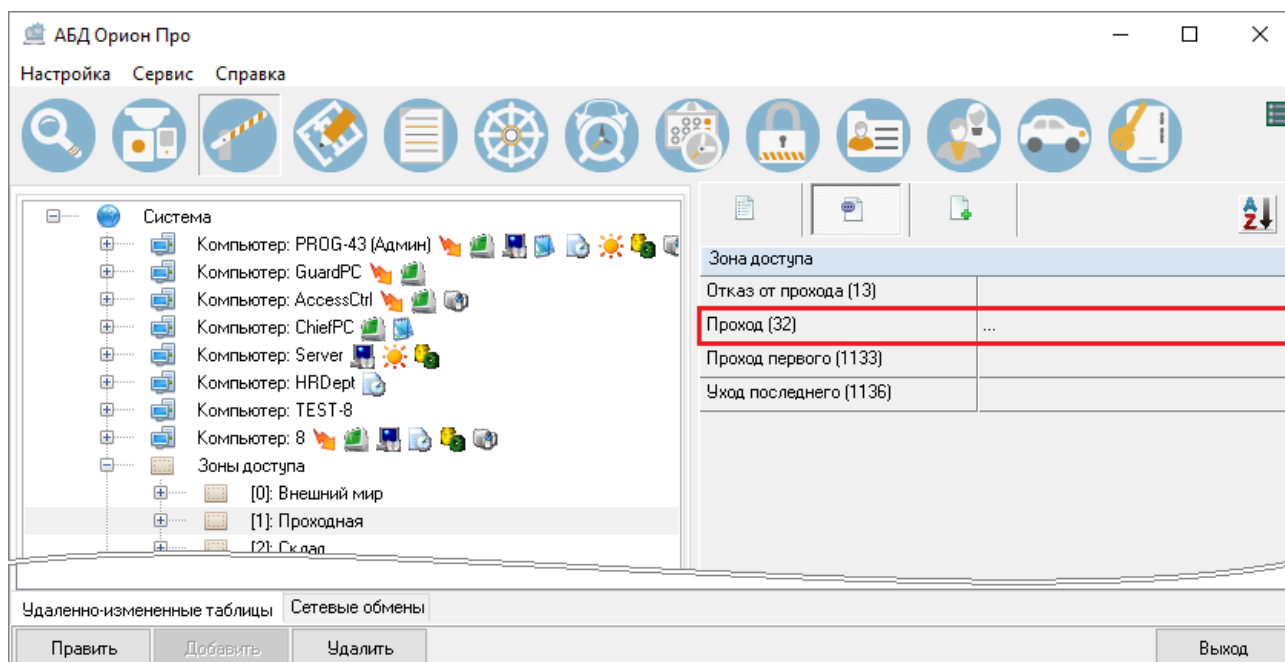 АБД Орион Про
Настройка Сервис Справка
Система
Компьютер: PROG-43 (Админ)
Компьютер: GuardPC
Компьютер: AccessCtrl
Компьютер: ChiefPC
Компьютер: Server
Компьютер: HRDept
Компьютер: TEST-8
Компьютер: 8
Зоны доступа
[0]: Внешний мир
[1]: Проходная
[2]: Склад
Зона доступа
Отказ от прохода (13)
Проход (32) ...
Проход первого (1133)
Уход последнего (1136)
Удаленно-измененные таблицы Сетевые обмены
Править Добавить Удалить Выход